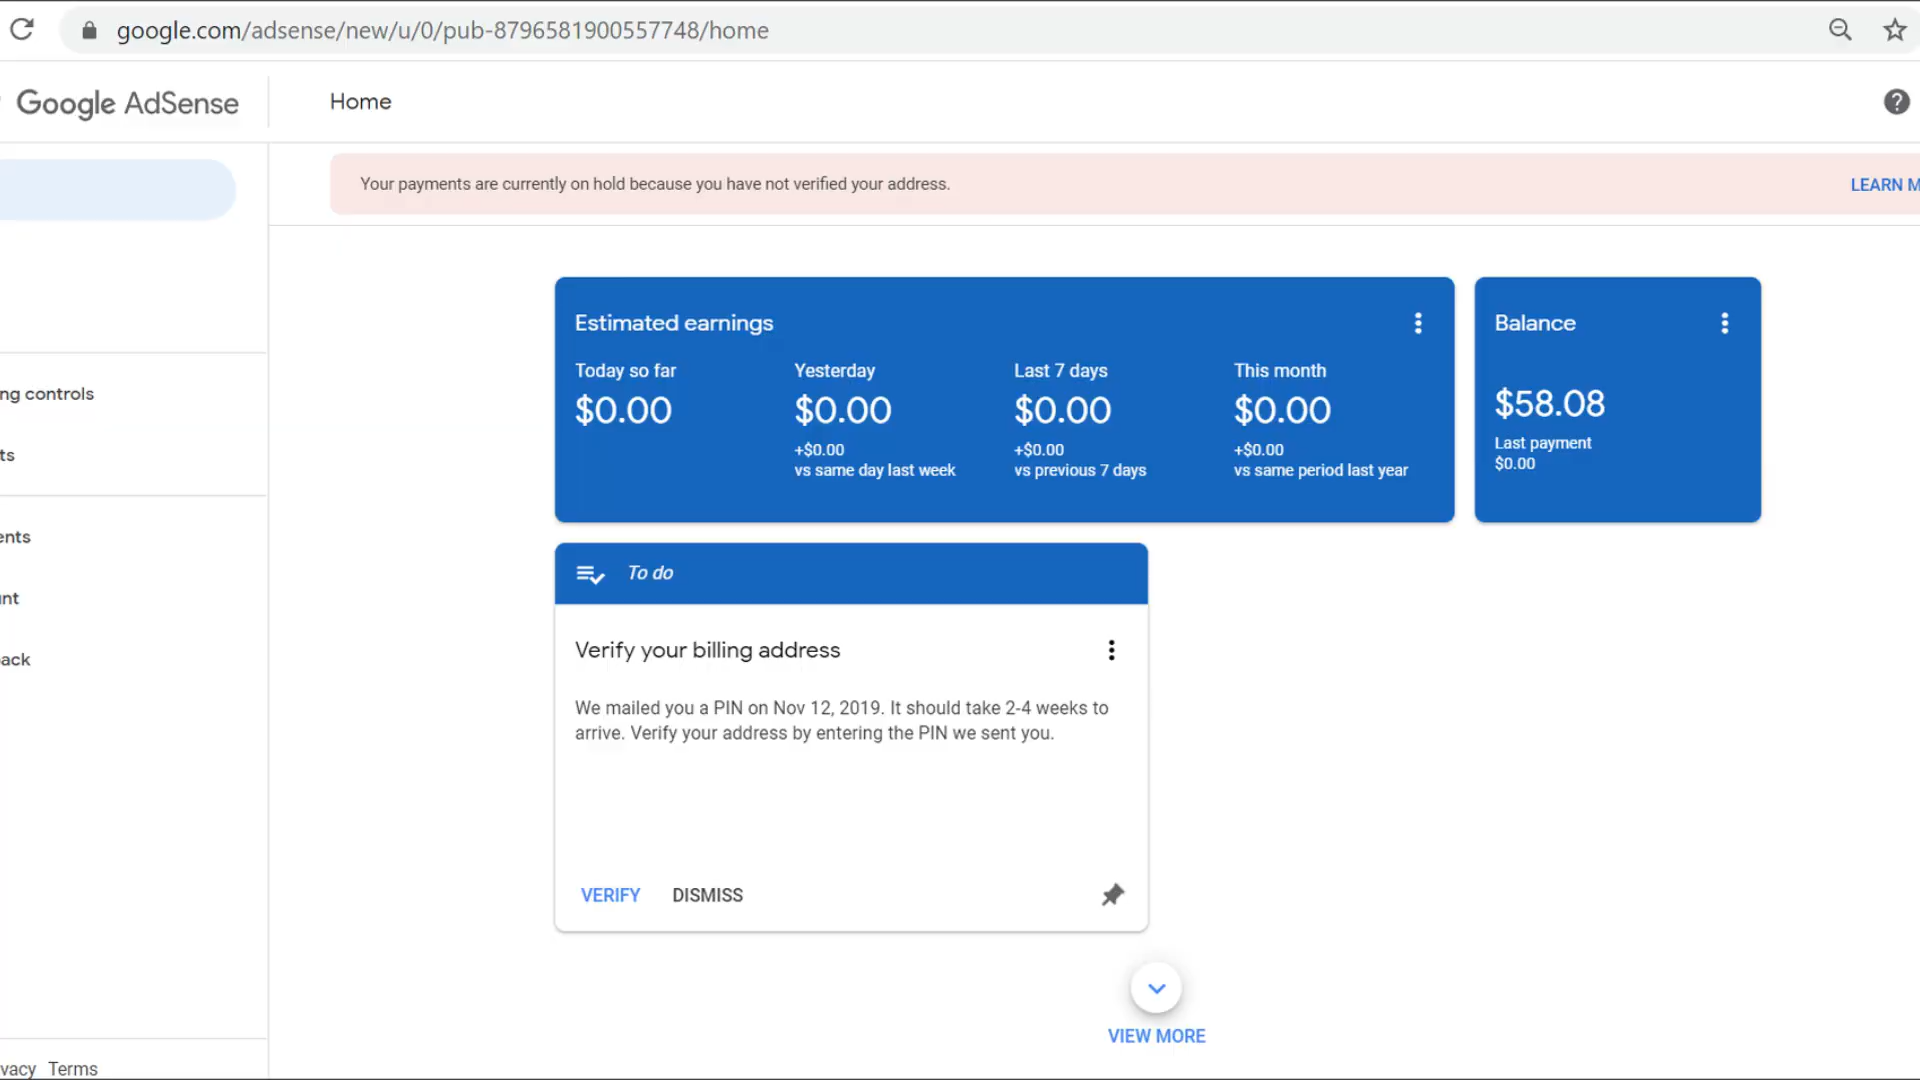 google.com/adsense/new/u/0/pub-8796581900557748/home
Google AdSense
Home
Your payments are currently on hold because you have not verified your address.
LEARN M
ng controls
ts
ents
int
ack
vacy Terms
Estimated earnings
Today so far
$0.00
Yesterday
$0.00
+$0.00
vs same day last week
Last 7 days
$0.00
+$0.00
vs previous 7 days
This month
$0.00
+$0.00
vs same period last year
Balance
$58.08
Last payment
$0.00
To do
Verify your billing address
We mailed you a PIN on Nov 12, 2019. It should take 2-4 weeks to
arrive. Verify your address by entering the PIN we sent you.
VERIFY DISMISS
VIEW MORE